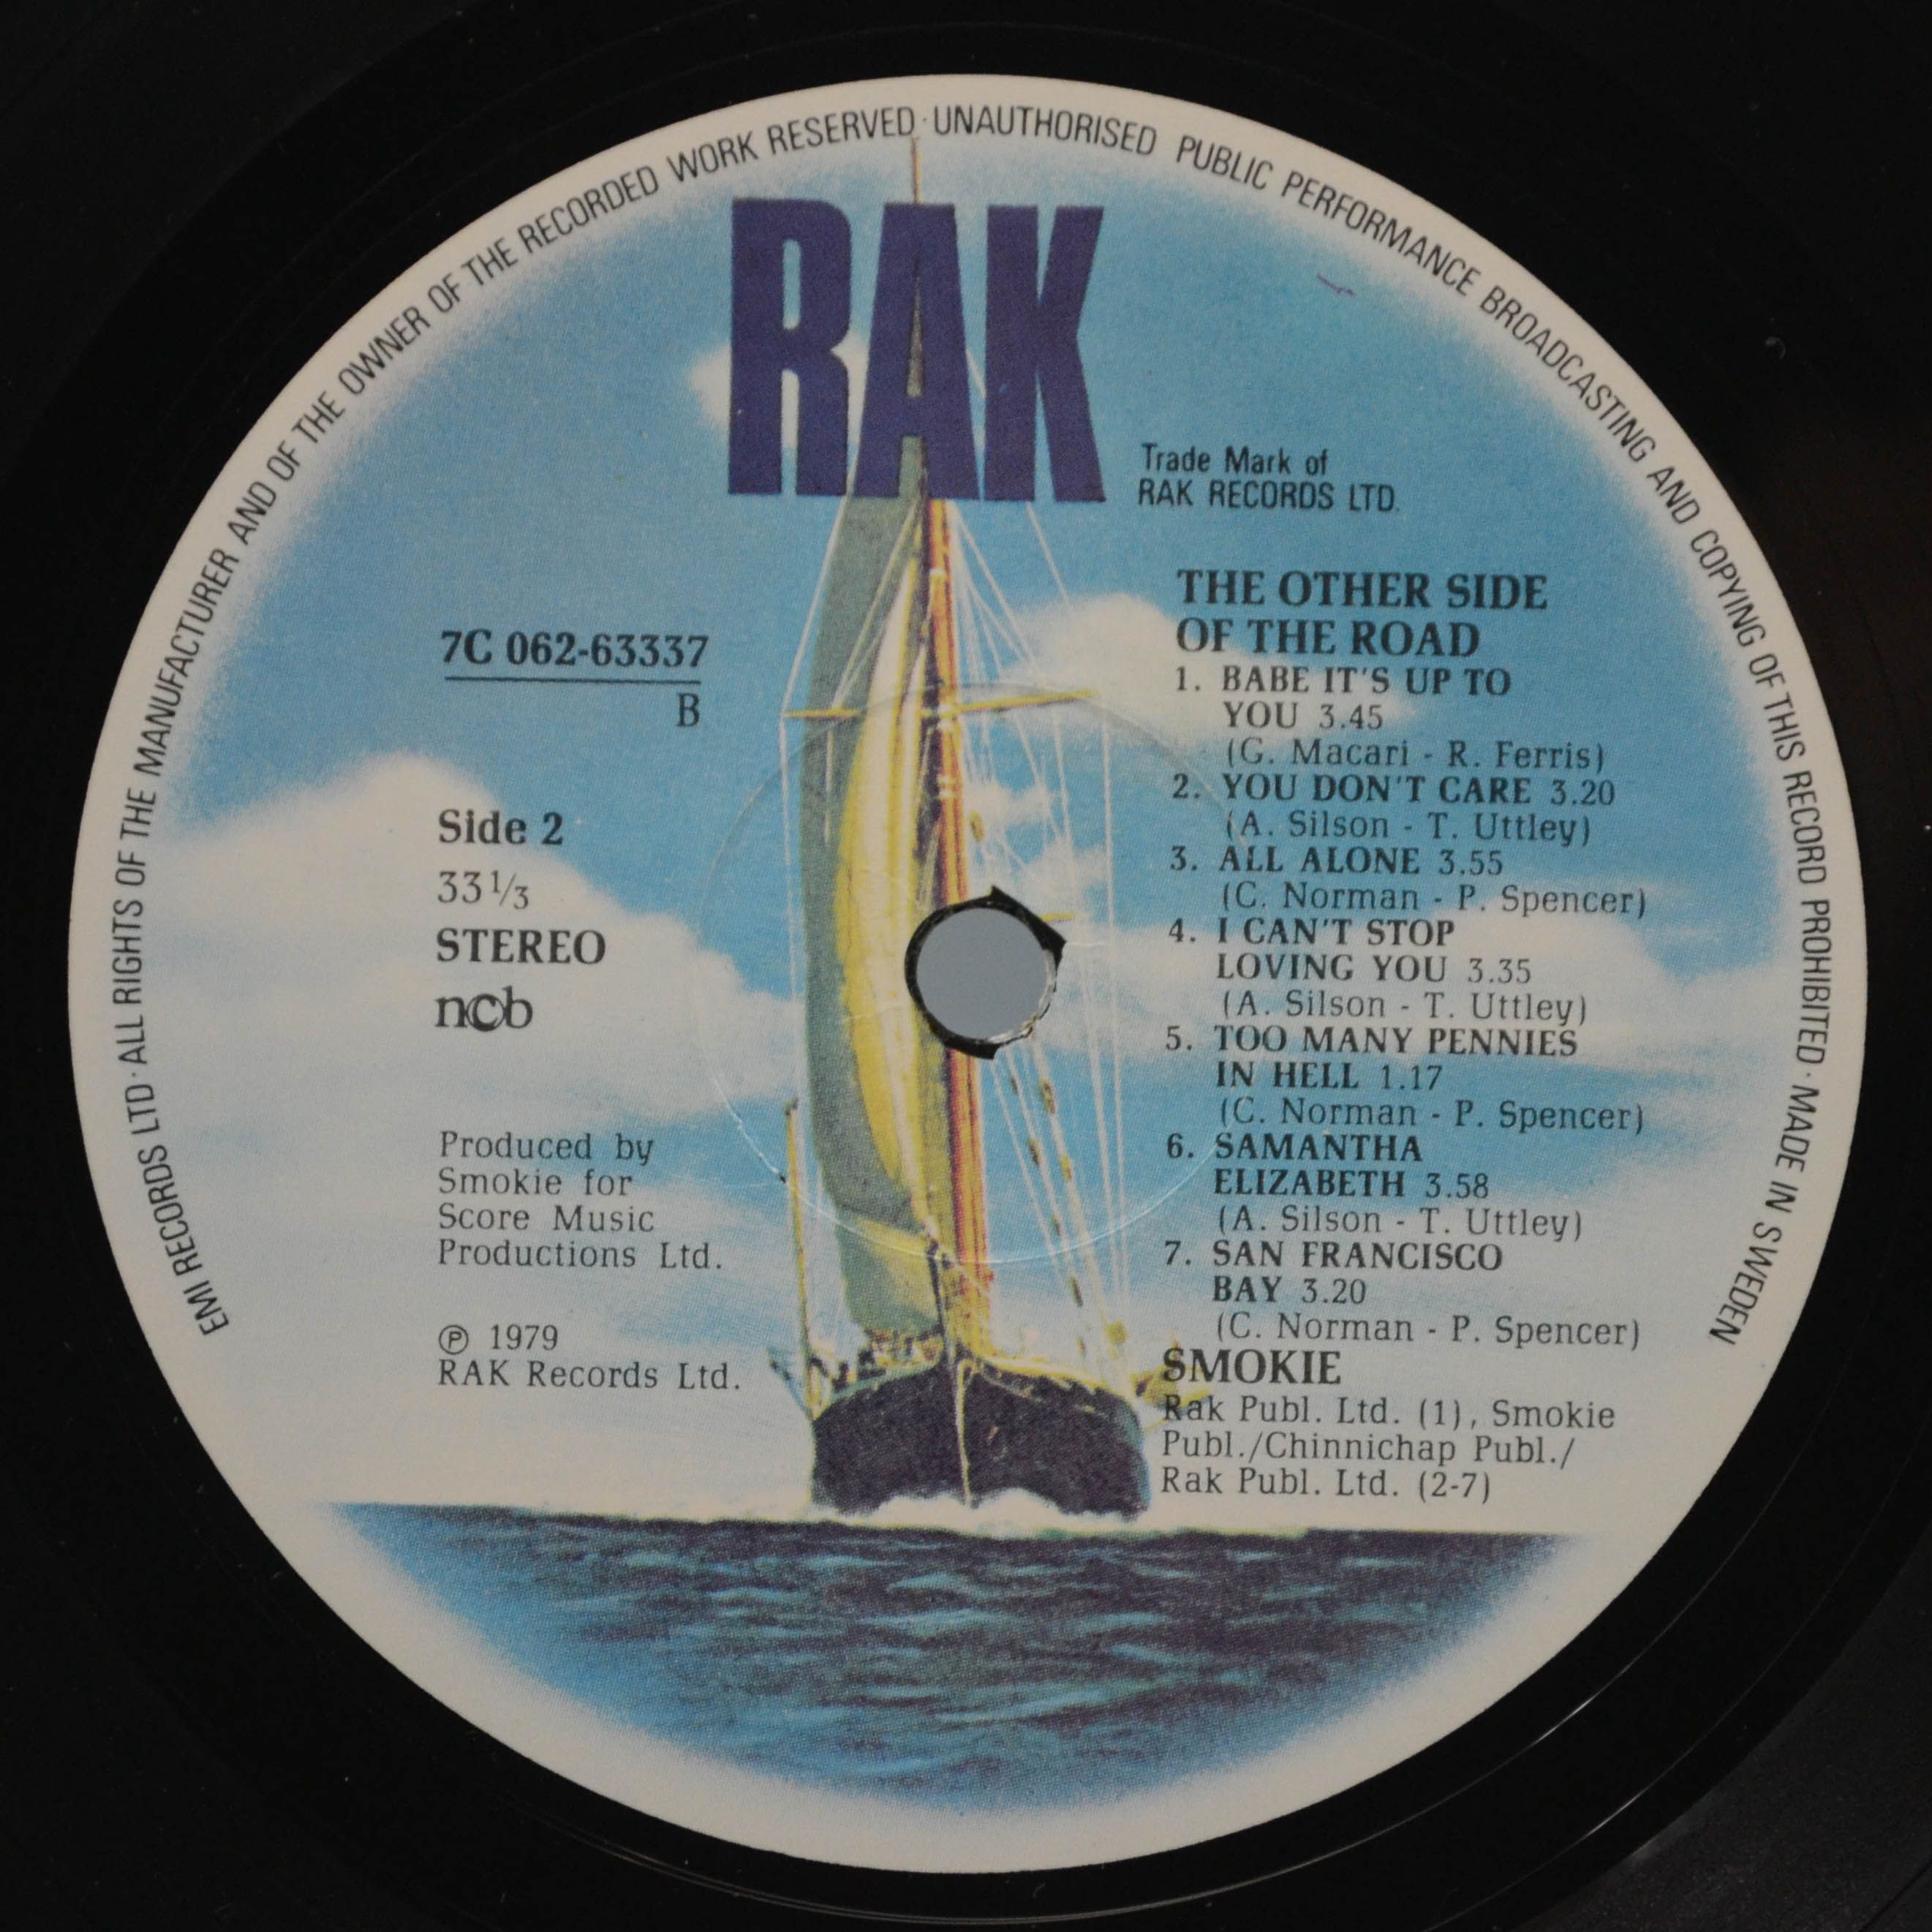 EMI RECORDS LTD · ALL RIGHTS OF THE MANUFACTURER AND OF THE OWNER OF THE RECORDED WORK RESERVED · UNAUTHORISED PUBLIC PERFORMANCE BROADCASTING AND COPYING OF THIS RECORD PROHIBITED · MADE IN SWEDEN
RAK
Trade Mark of
RAK RECORDS LTD.
7C 062-63337
B
Side 2
33 1/3
STEREO
ncb
Produced by
Smokie for
Score Music
Productions Ltd.
Ⓟ 1979
RAK Records Ltd.
THE OTHER SIDE
OF THE ROAD
1. BABE IT'S UP TO
YOU 3.45
(G. Macari - R. Ferris)
2. YOU DON'T CARE 3.20
(A. Silson - T. Uttley)
3. ALL ALONE 3.55
(C. Norman - P. Spencer)
4. I CAN'T STOP
LOVING YOU 3.35
(A. Silson - T. Uttley)
5. TOO MANY PENNIES
IN HELL 1.17
(C. Norman - P. Spencer)
6. SAMANTHA
ELIZABETH 3.58
(A. Silson - T. Uttley)
7. SAN FRANCISCO
BAY 3.20
(C. Norman - P. Spencer)
SMOKIE
Rak Publ. Ltd. (1), Smokie
Publ./Chinnichap Publ./
Rak Publ. Ltd. (2-7)